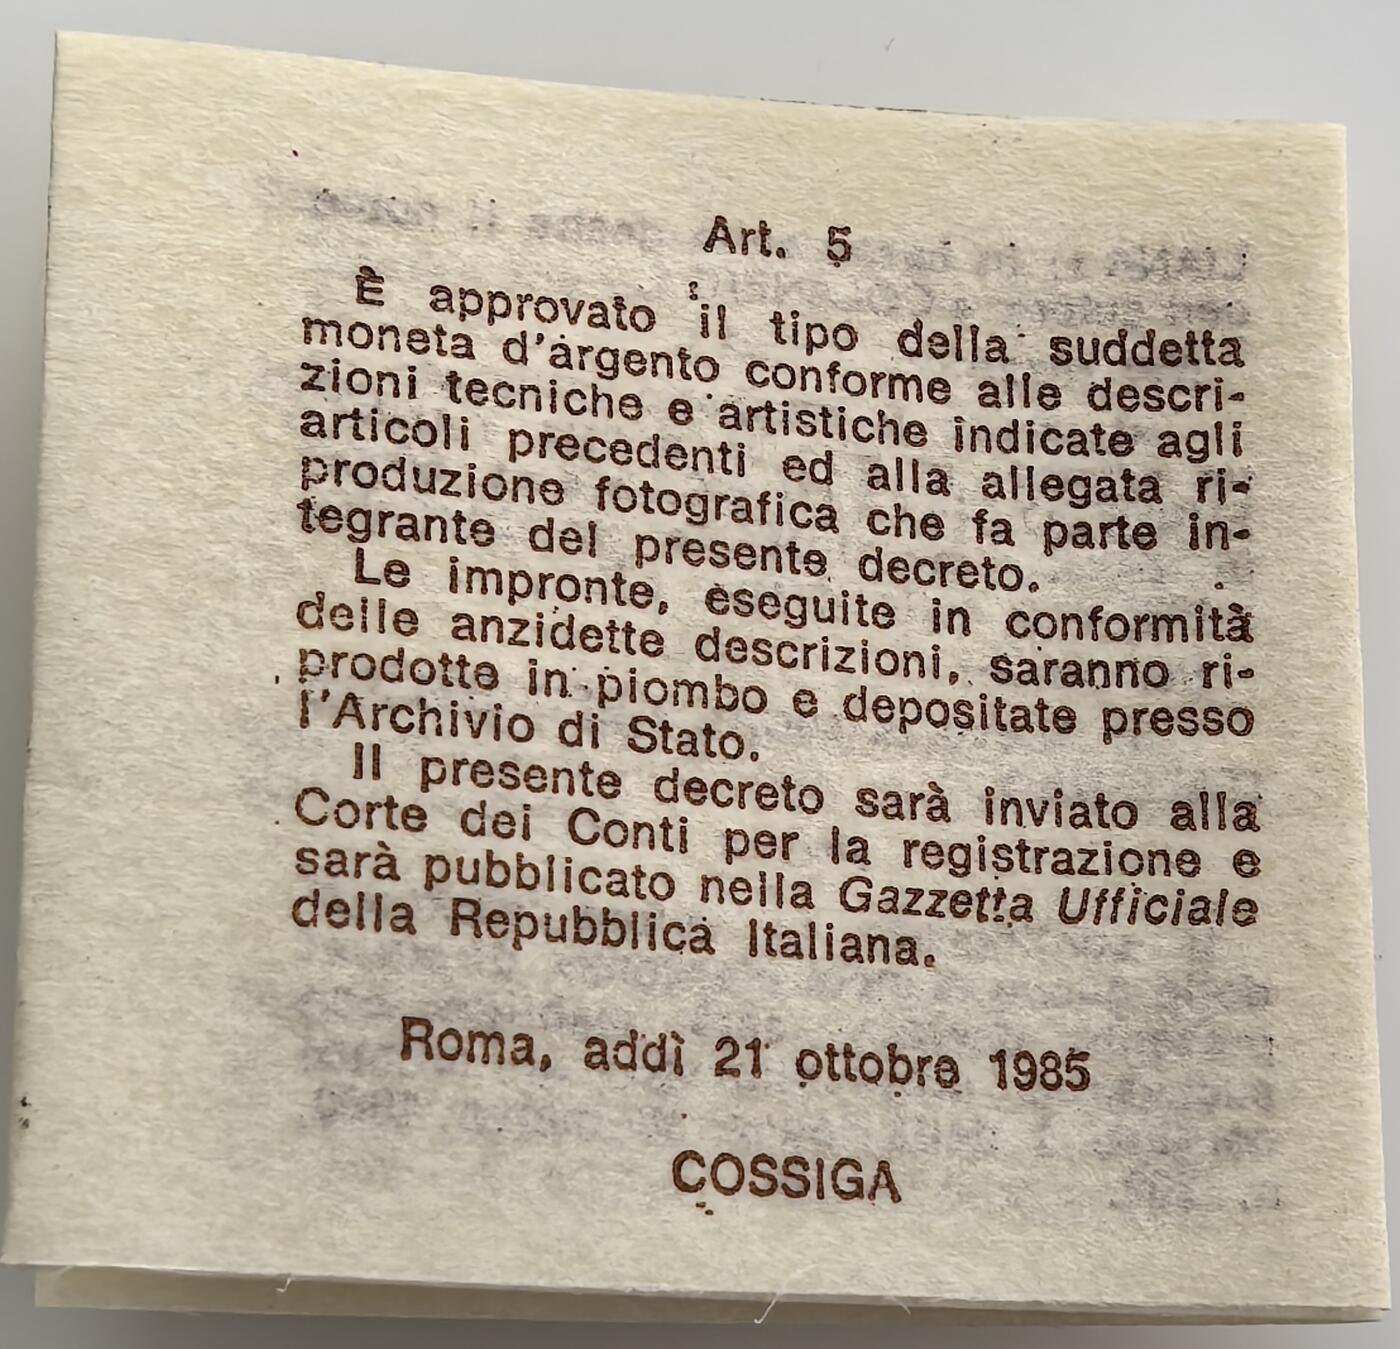 Art. 5
È approvato il tipo della suddetta
moneta d'argento conforme alle descri-
zioni tecniche e artistiche indicate agli
articoli precedenti ed alla allegata ri-
produzione fotografica che fa parte in-
tegrante del presente decreto.
Le impronte, eseguite in conformità
delle anzidette descrizioni, saranno ri-
prodotte in piombo e depositate presso
l'Archivio di Stato.
Il presente decreto sarà inviato alla
Corte dei Conti per la registrazione e
sarà pubblicato nella Gazzetta Ufficiale
della Repubblica Italiana.
Roma, addì 21 ottobre 1985
COSSIGA